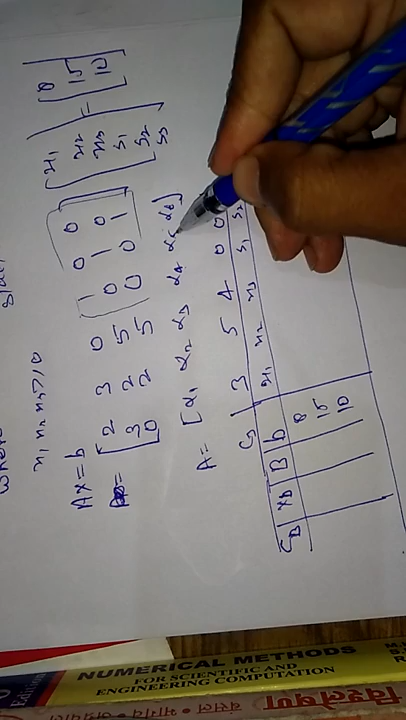 where
x₁ x₂ x₃ ≥ 0
Ax = b
A = [2 3 0 1 0 0
3 2 5 0 1 0
0 2 5 0 0 1] [x₁ x₂ x₃ s₁ s₂ s₃] = [8 15 10]
A = [α₁ α₂ α₃ α₄ α₅ α₆]
Cj 3 5 4 0 0
CB XB B b x₁ x₂ x₃ s₁ s₂
8
15
10
NUMERICAL METHODS
FOR SCIENTIFIC AND
ENGINEERING COMPUTATION
विश्लेषण